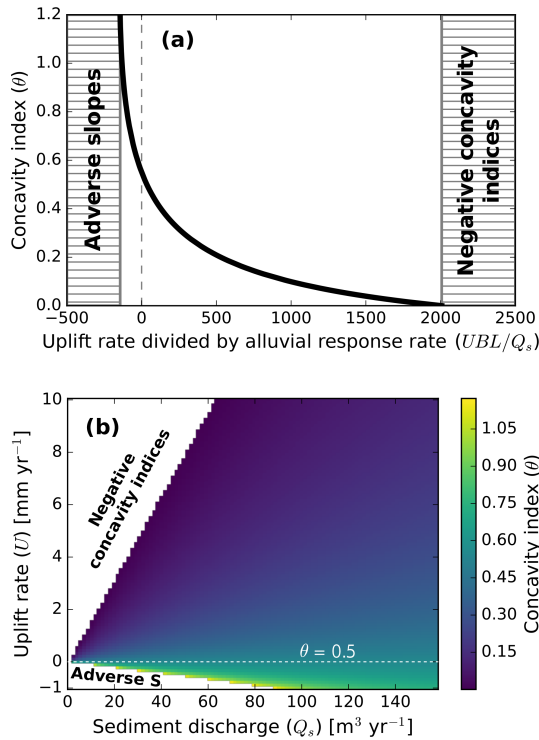 1.2
1.0
0.8
0.6
0.4
0.2
0.0
Concavity index (θ)
(a)
Adverse slopes
Negative concavity
indices
−500 0 500 1000 1500 2000 2500
Uplift rate divided by alluvial response rate (UBL/Qs)
10
8
6
4
2
0
−1
Uplift rate (U) [mm yr−1]
(b)
Negative
concavity indices
θ = 0.5
Adverse S
0 20 40 60 80 100 120 140
Sediment discharge (Qs) [m3 yr−1]
1.05
0.90
0.75
0.60
0.45
0.30
0.15
Concavity index (θ)